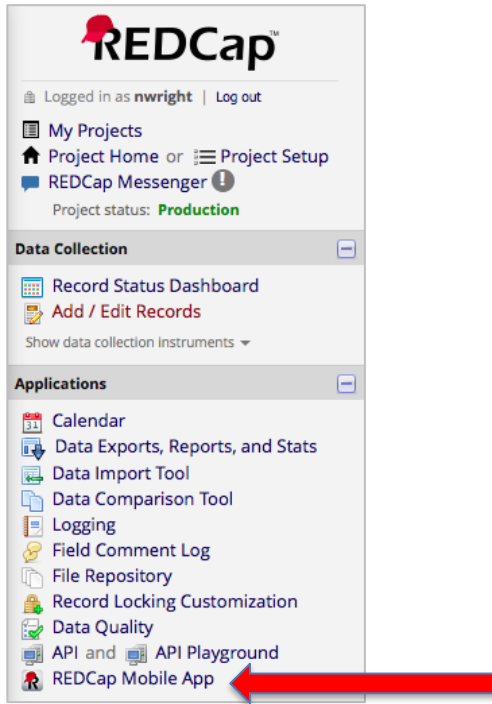 REDCap™
Logged in as nwright | Log out
My Projects
Project Home or Project Setup
REDCap Messenger !
Project status: Production
Data Collection
Record Status Dashboard
Add / Edit Records
Show data collection instruments
Applications
31 Calendar
Data Exports, Reports, and Stats
Data Import Tool
Data Comparison Tool
Logging
Field Comment Log
File Repository
Record Locking Customization
Data Quality
API and API Playground
REDCap Mobile App